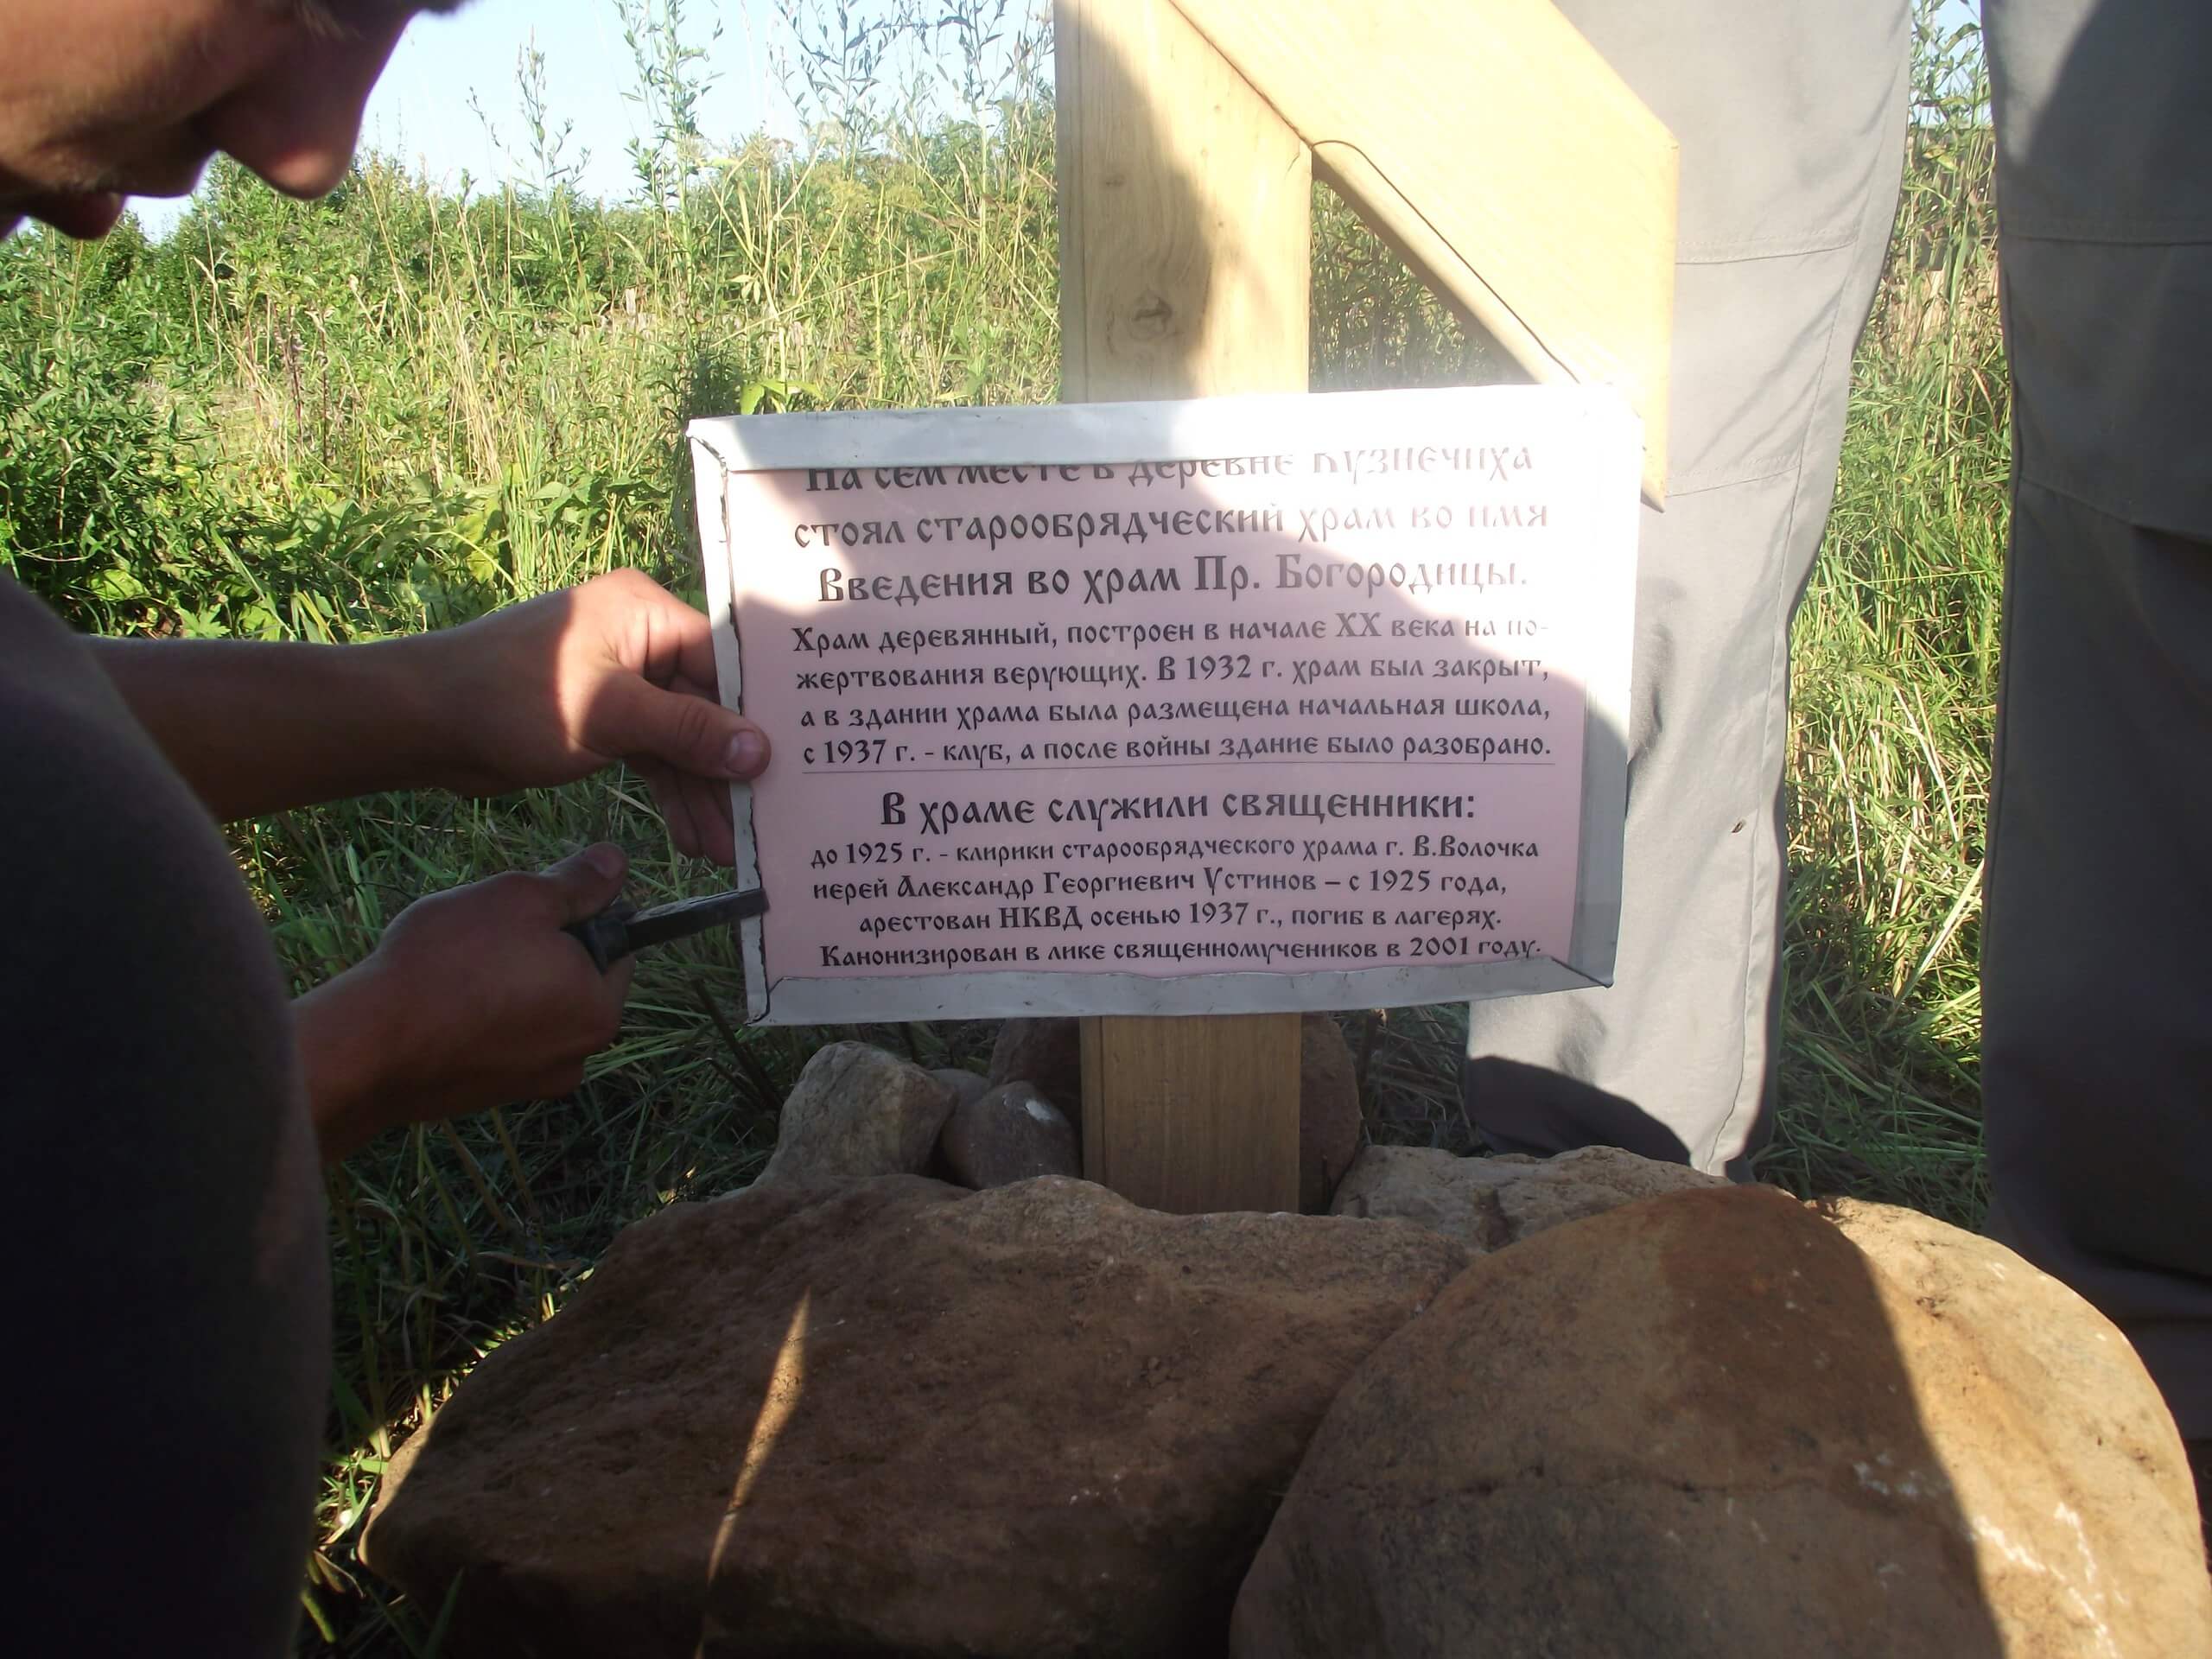 На сем месте в деревне Кузнечиха
стоял старообрядческий храм во имя
Введения во храм Пр. Богородицы.
Храм деревянный, построен в начале XX века на по-
жертвования верующих. В 1932 г. храм был закрыт,
а в здании храма была размещена начальная школа,
с 1937 г. - клуб, а после войны здание было разобрано.
В храме служили священники:
до 1925 г. - клирики старообрядческого храма г. В.Волочка
иерей Александр Георгиевич Устинов – с 1925 года,
арестован НКВД осенью 1937 г., погиб в лагерях.
Канонизирован в лике священномучеников в 2001 году.